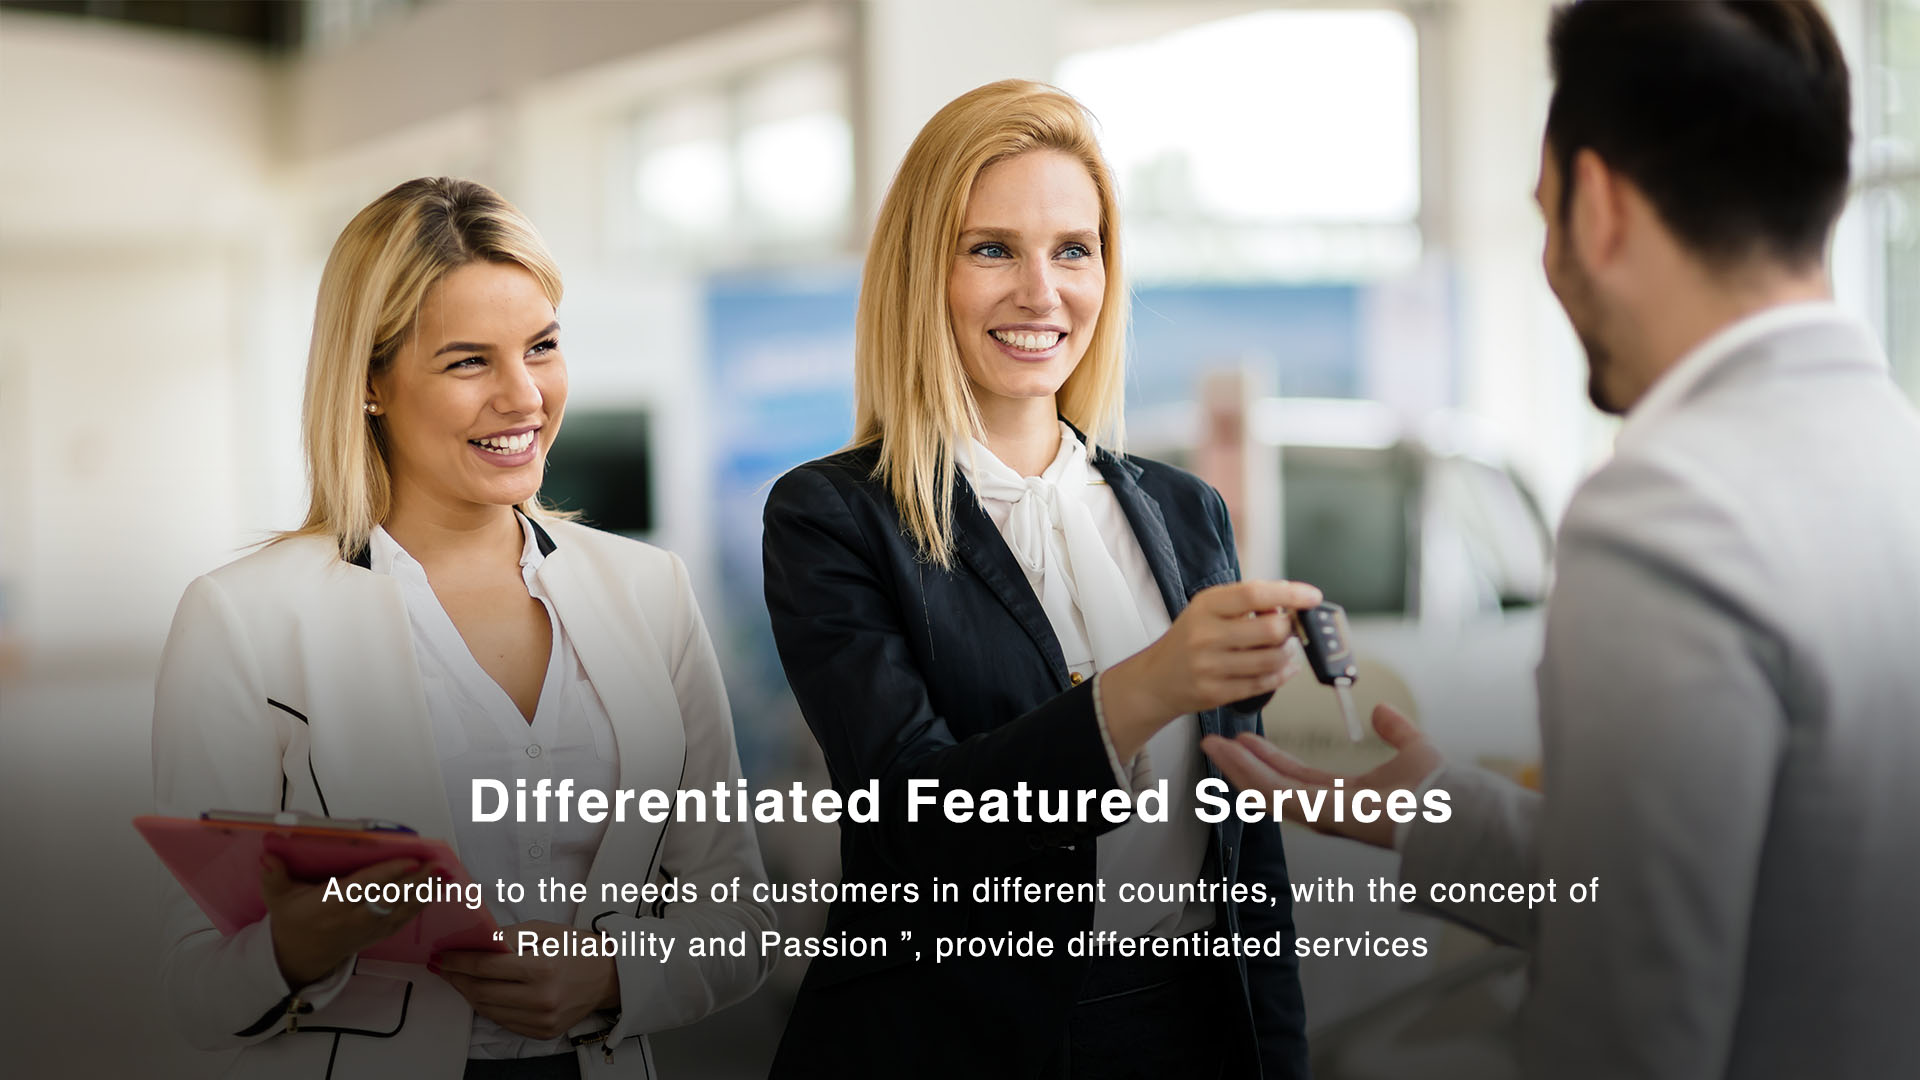 Differentiated Featured Services
According to the needs of customers in different countries, with the concept of
“ Reliability and Passion ”, provide differentiated services